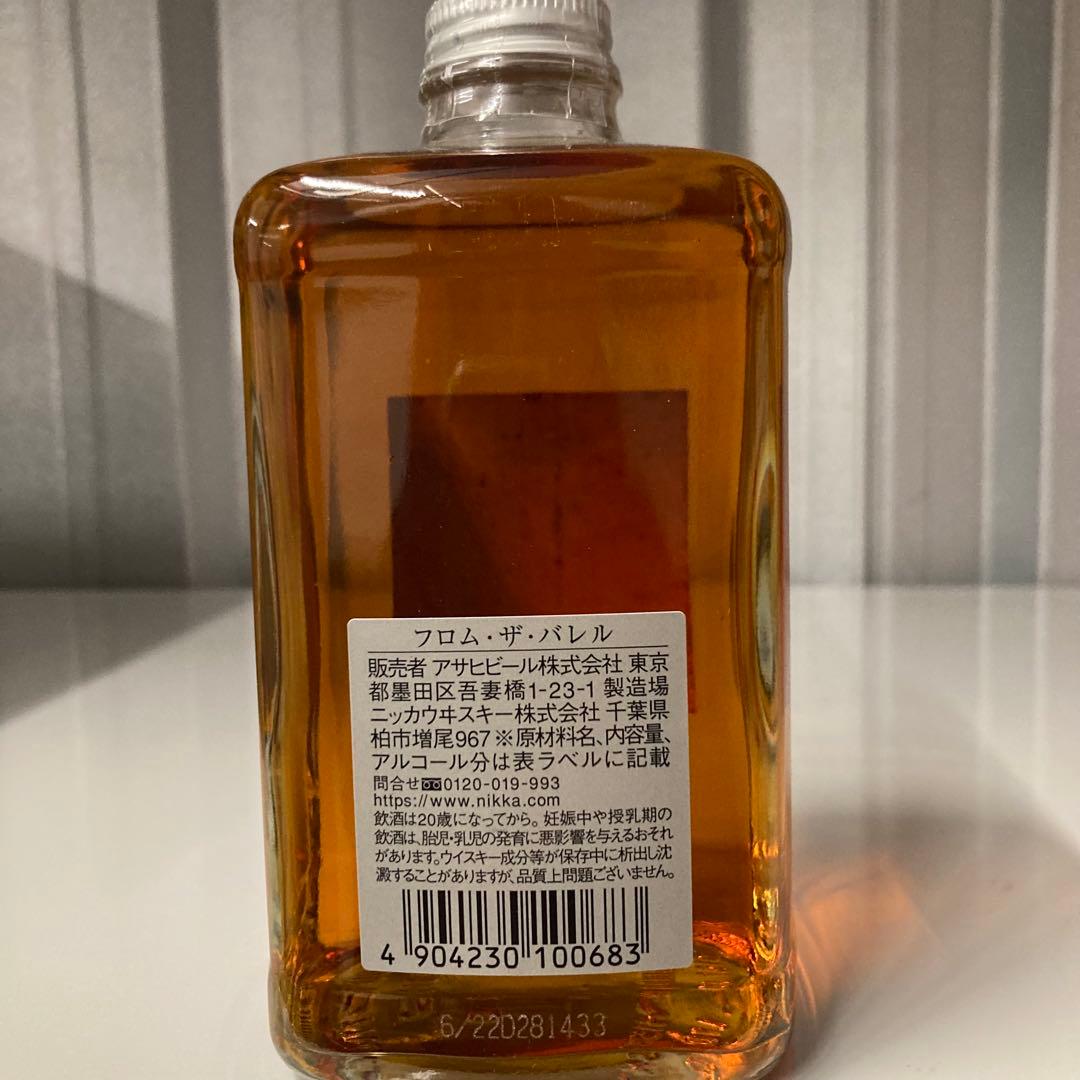 フロム・ザ・バレル
販売者 アサヒビール株式会社 東京
都墨田区吾妻橋1-23-1 製造場
ニッカウヰスキー株式会社 千葉県
柏市増尾967 ※原材料名、内容量、
アルコール分は表ラベルに記載
問合せ 0120-019-993
https://www.nikka.com
飲酒は20歳になってから。妊娠中や授乳期の
飲酒は、胎児・乳児の発育に悪影響を与えるおそれ
があります。ウイスキー成分等が保存中に析出し沈
澱することがありますが、品質上問題ございません。
4 904230 100683
6/22D281433